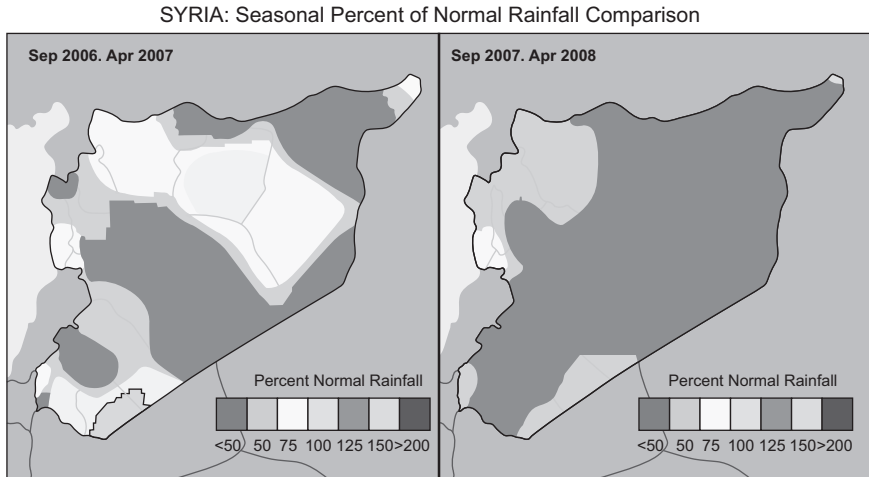 SYRIA: Seasonal Percent of Normal Rainfall Comparison
Sep 2006. Apr 2007
Percent Normal Rainfall
<50 50 75 100 125 150>200
Sep 2007. Apr 2008
Percent Normal Rainfall
<50 50 75 100 125 150>200